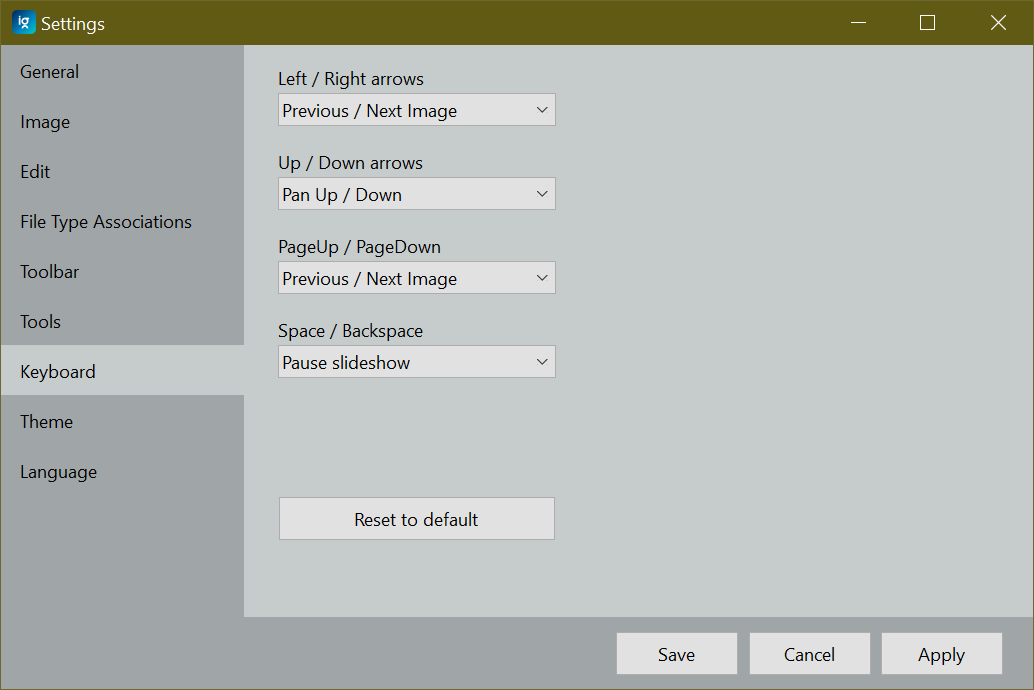 ig
Settings
General
Image
Edit
File Type Associations
Toolbar
Tools
Keyboard
Theme
Language
Left / Right arrows
Previous / Next Image
Up / Down arrows
Pan Up / Down
PageUp / PageDown
Previous / Next Image
Space / Backspace
Pause slideshow
Reset to default
Save
Cancel
Apply